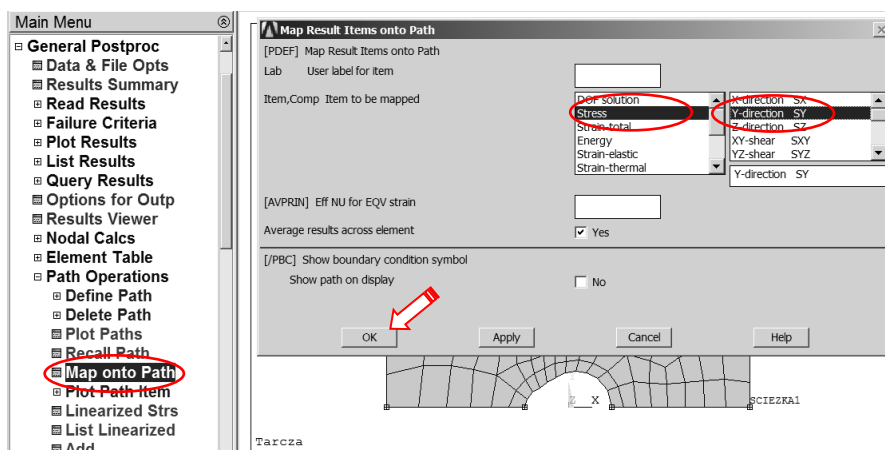 Main Menu
General Postproc
Data & File Opts
Results Summary
Read Results
Failure Criteria
Plot Results
List Results
Query Results
Options for Outp
Results Viewer
Nodal Calcs
Element Table
Path Operations
Define Path
Delete Path
Plot Paths
Recall Path
Map onto Path
Plot Path Item
Linearized Strs
List Linearized
Add
Map Result Items onto Path
[PDEF] Map Result Items onto Path
Lab User label for item
Item,Comp Item to be mapped
DOF solution
Stress
Strain-total
Energy
Strain-elastic
Strain-thermal
X-direction SX
Y-direction SY
Z-direction SZ
XY-shear SXY
YZ-shear SYZ
Y-direction SY
[AVPRIN] Eff NU for EQV strain
Average results across element Yes
[/PBC] Show boundary condition symbol
Show path on display No
OK Apply Cancel Help
Z X
SCIEZKA1
Tarcza